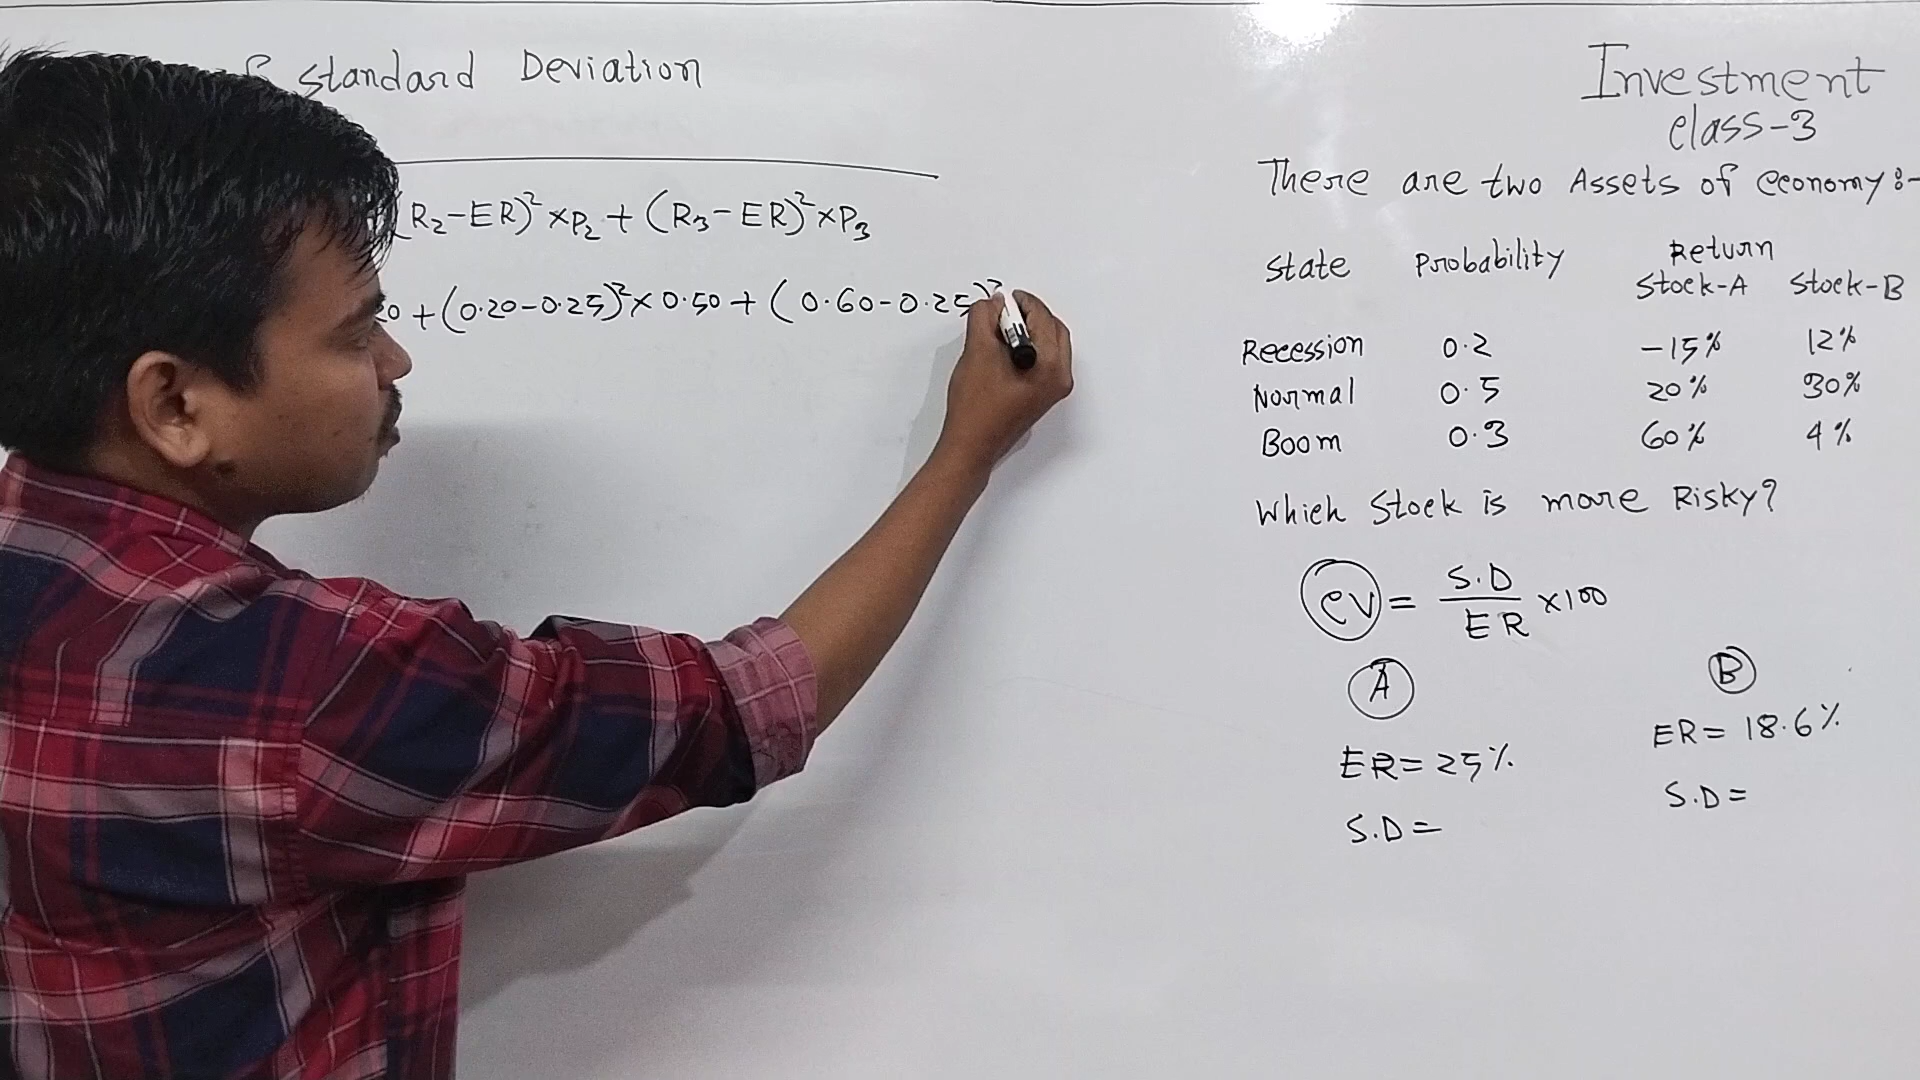 Standard Deviation
(R₂-ER)²×P₂+(R₃-ER)²×P₃
20+(0.20-0.25)²×0.50+(0.60-0.25)²
Investment
class-3
There are two Assets of economy:-
State Probability Return
Stock-A Stock-B
Recession 0.2 -15% 12%
Normal 0.5 20% 30%
Boom 0.3 60% 4%
Which Stock is more Risky?
CV = S.D / ER ×100
A
ER = 25%
S.D =
B
ER = 18.6%
S.D =